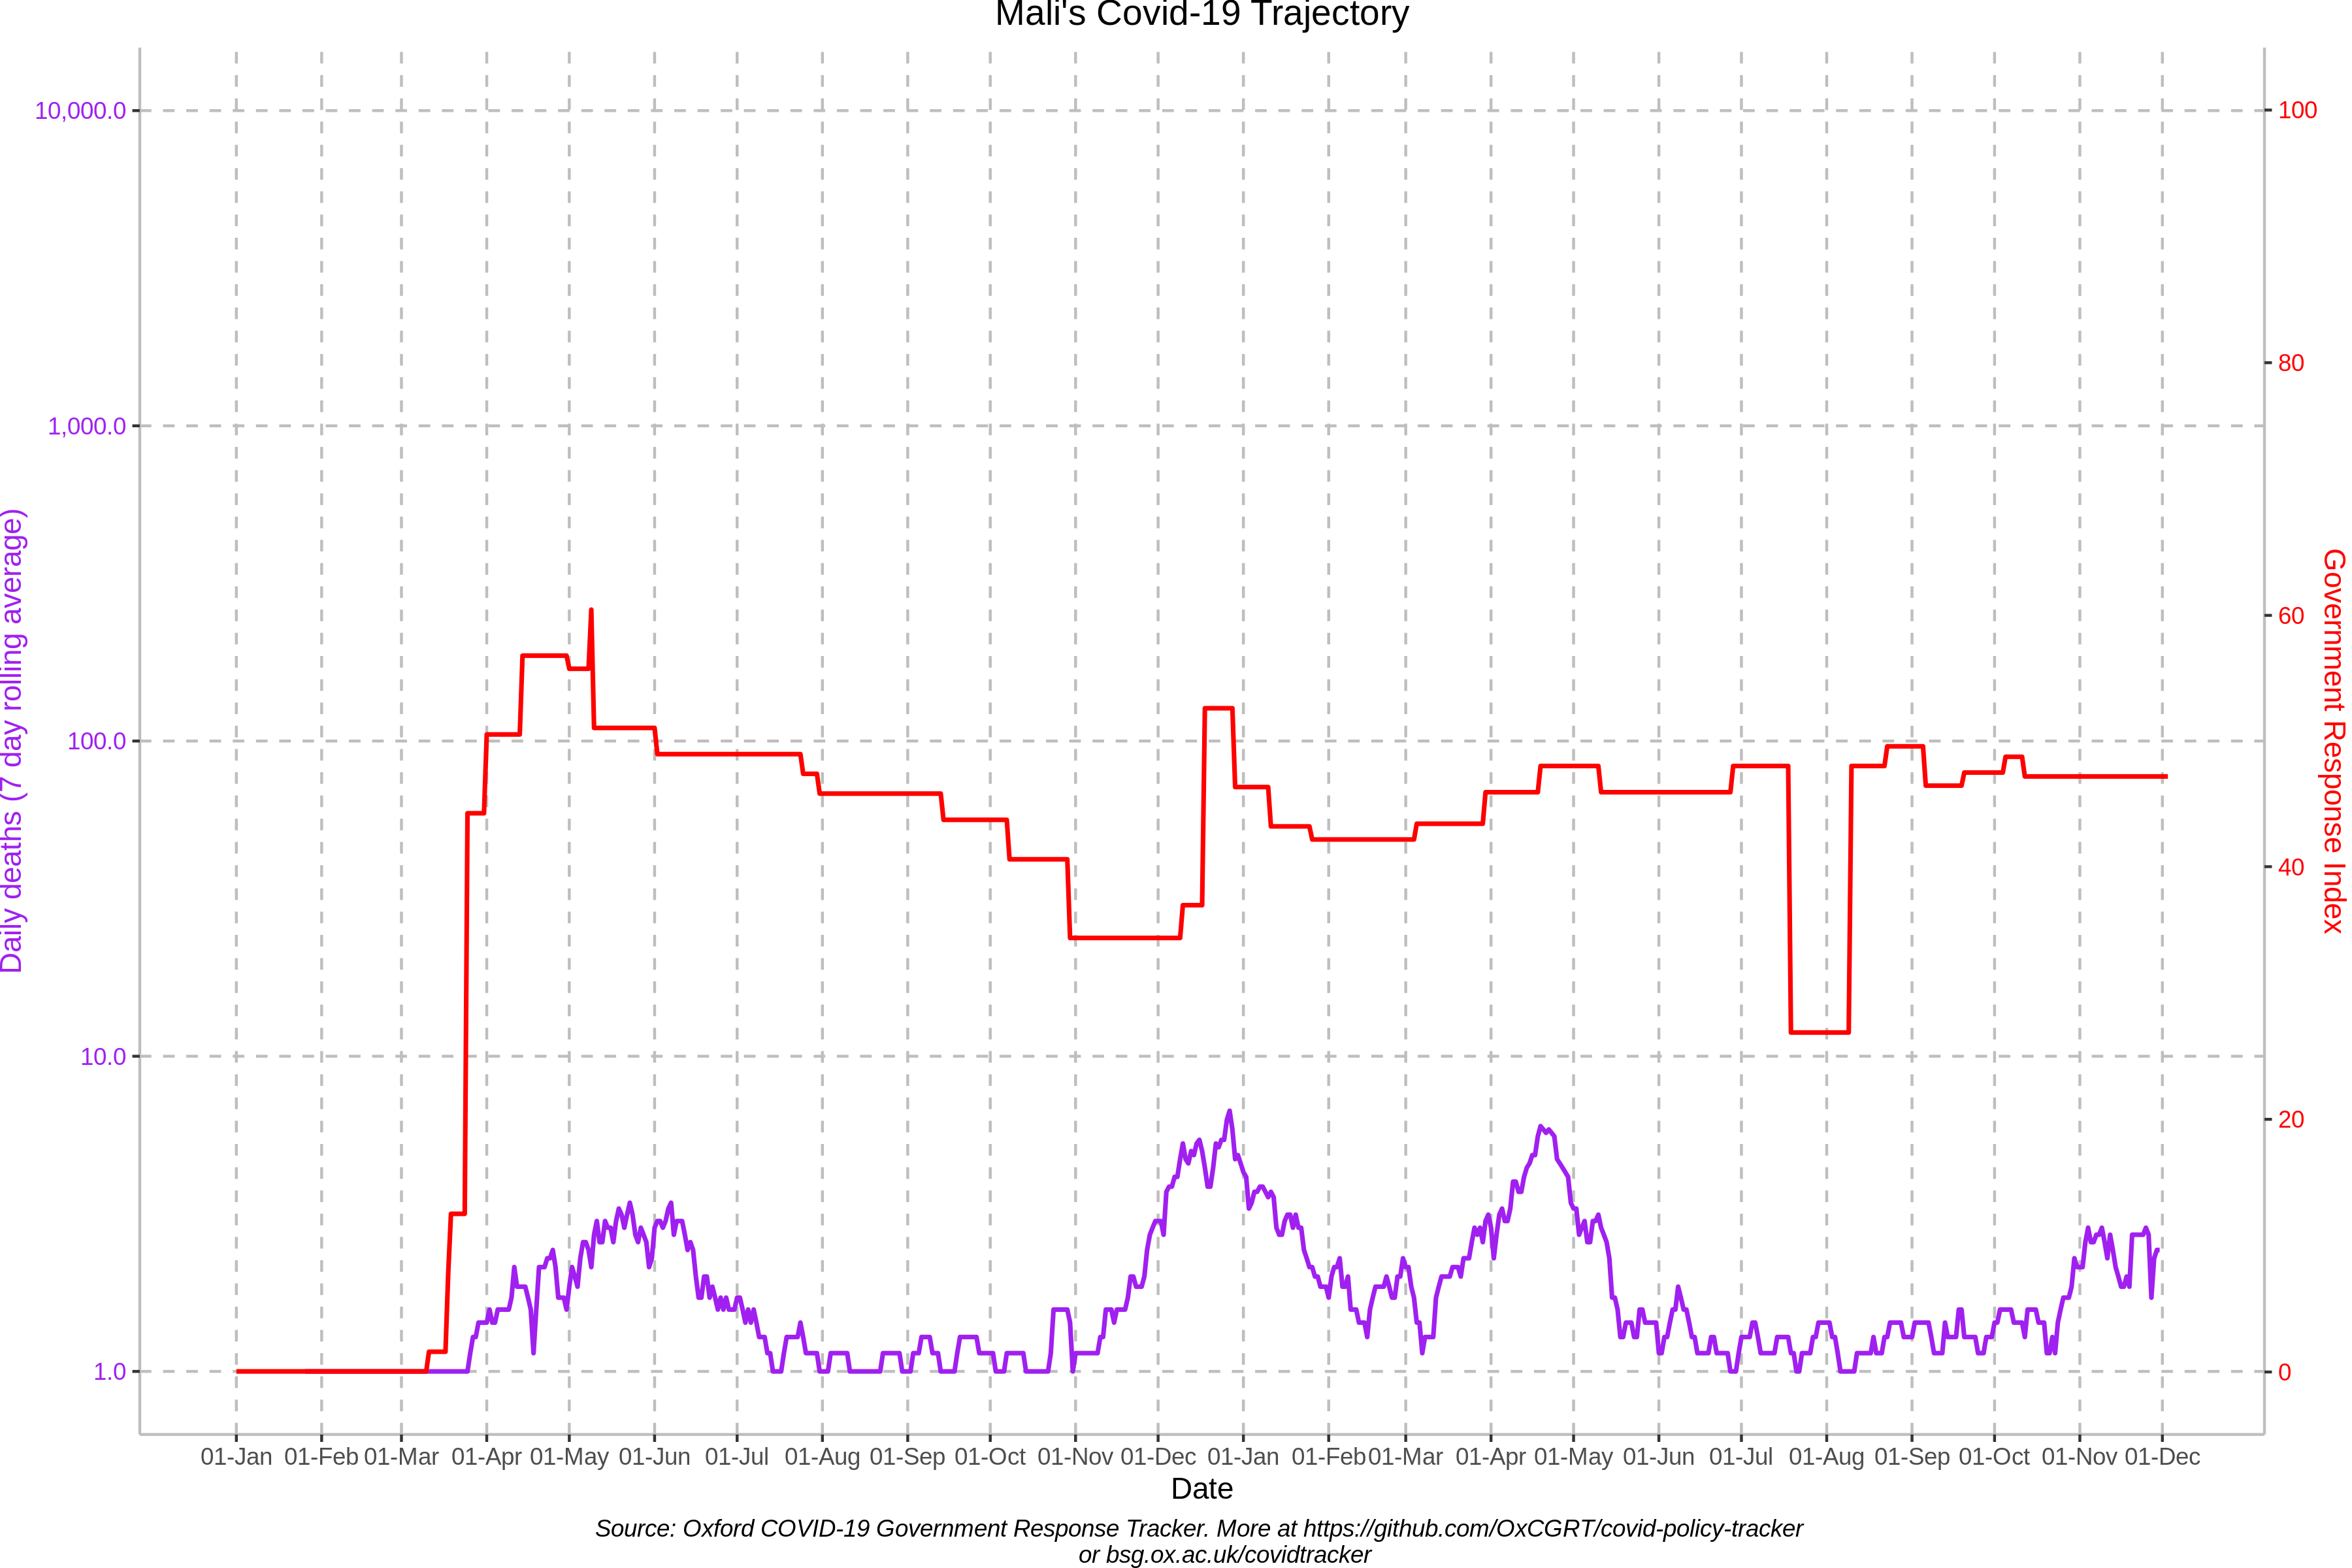 Mali's Covid-19 Trajectory
10,000.0
1,000.0
100.0
10.0
1.0
Daily deaths (7 day rolling average)
100
80
60
40
20
0
Government Response Index
01-Jan 01-Feb 01-Mar 01-Apr 01-May 01-Jun 01-Jul 01-Aug 01-Sep 01-Oct 01-Nov 01-Dec 01-Jan 01-Feb 01-Mar 01-Apr 01-May 01-Jun 01-Jul 01-Aug 01-Sep 01-Oct 01-Nov 01-Dec
Date
Source: Oxford COVID-19 Government Response Tracker. More at https://github.com/OxCGRT/covid-policy-tracker
or bsg.ox.ac.uk/covidtracker